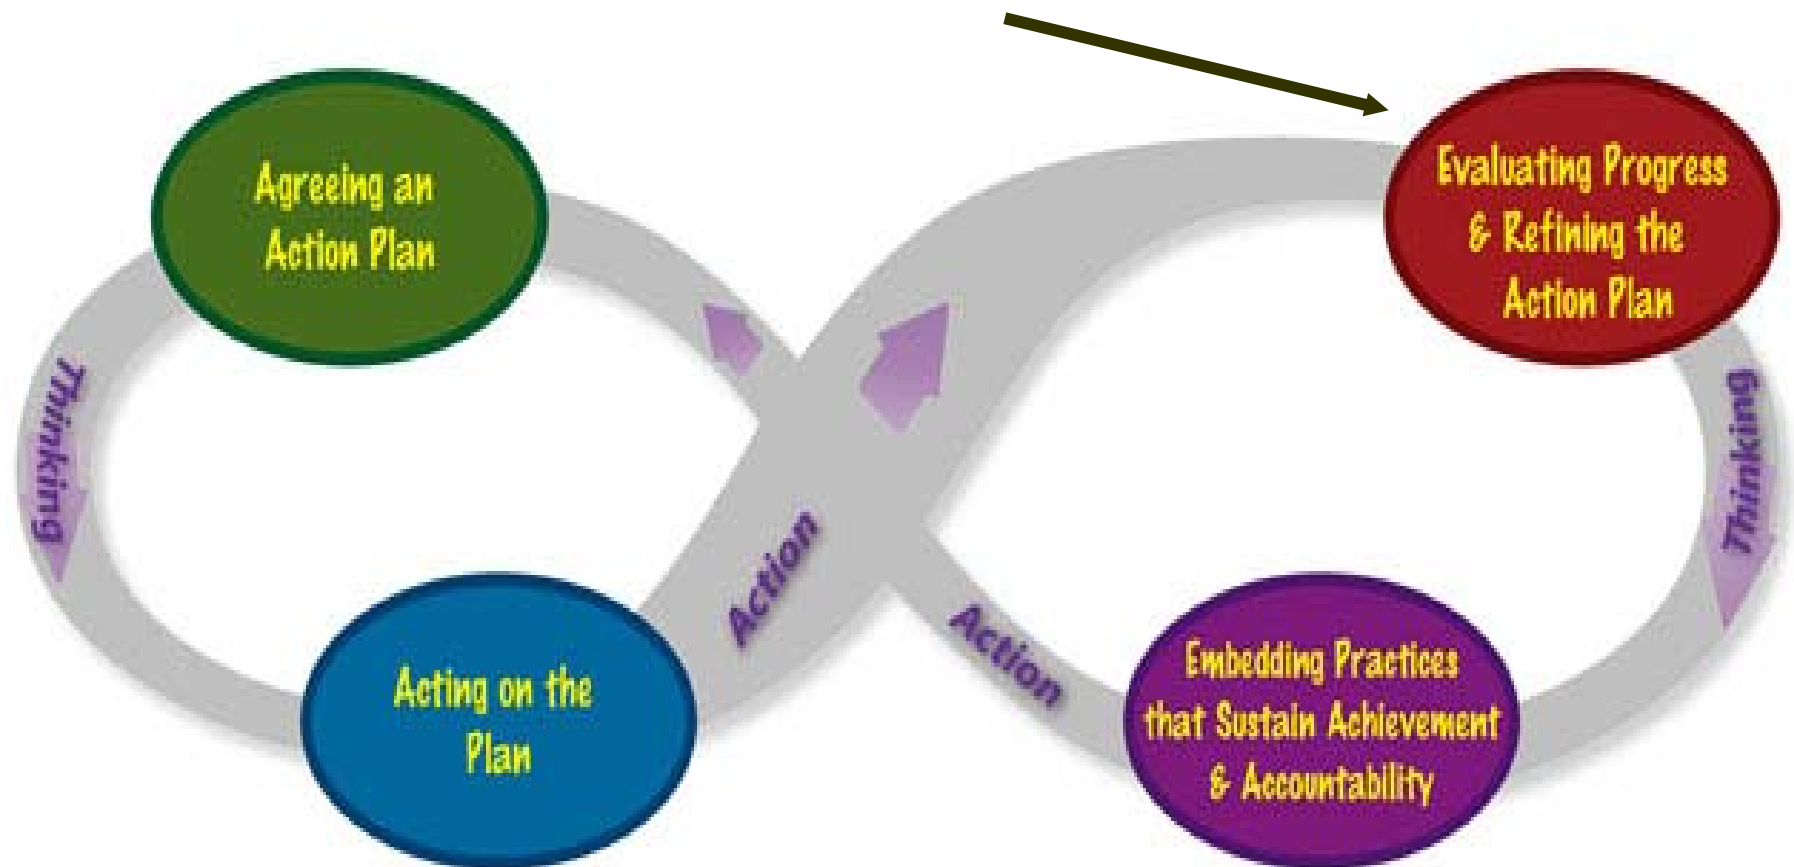 Agreeing an
Action Plan
Evaluating Progress
& Refining the
Action Plan
Thinking
Thinking
Action
Action
Acting on the
Plan
Embedding Practices
that Sustain Achievement
& Accountability